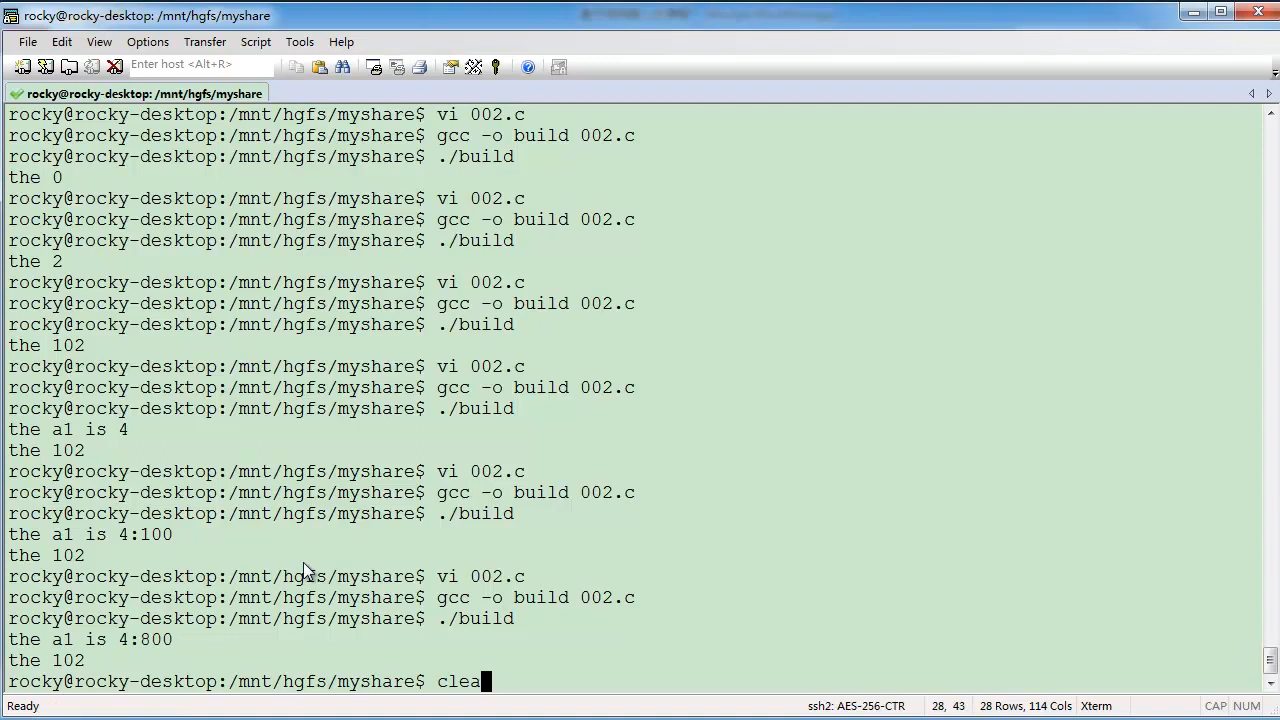 rocky@rocky-desktop: /mnt/hgfs/myshare
File Edit View Options Transfer Script Tools Help
Enter host <Alt+R>
rocky@rocky-desktop: /mnt/hgfs/myshare
rocky@rocky-desktop:/mnt/hgfs/myshare$ vi 002.c
rocky@rocky-desktop:/mnt/hgfs/myshare$ gcc -o build 002.c
rocky@rocky-desktop:/mnt/hgfs/myshare$ ./build
the 0
rocky@rocky-desktop:/mnt/hgfs/myshare$ vi 002.c
rocky@rocky-desktop:/mnt/hgfs/myshare$ gcc -o build 002.c
rocky@rocky-desktop:/mnt/hgfs/myshare$ ./build
the 2
rocky@rocky-desktop:/mnt/hgfs/myshare$ vi 002.c
rocky@rocky-desktop:/mnt/hgfs/myshare$ gcc -o build 002.c
rocky@rocky-desktop:/mnt/hgfs/myshare$ ./build
the 102
rocky@rocky-desktop:/mnt/hgfs/myshare$ vi 002.c
rocky@rocky-desktop:/mnt/hgfs/myshare$ gcc -o build 002.c
rocky@rocky-desktop:/mnt/hgfs/myshare$ ./build
the a1 is 4
the 102
rocky@rocky-desktop:/mnt/hgfs/myshare$ vi 002.c
rocky@rocky-desktop:/mnt/hgfs/myshare$ gcc -o build 002.c
rocky@rocky-desktop:/mnt/hgfs/myshare$ ./build
the a1 is 4:100
the 102
rocky@rocky-desktop:/mnt/hgfs/myshare$ vi 002.c
rocky@rocky-desktop:/mnt/hgfs/myshare$ gcc -o build 002.c
rocky@rocky-desktop:/mnt/hgfs/myshare$ ./build
the a1 is 4:800
the 102
rocky@rocky-desktop:/mnt/hgfs/myshare$ clea
Ready ssh2: AES-256-CTR 28, 43 28 Rows, 114 Cols Xterm CAP NUM